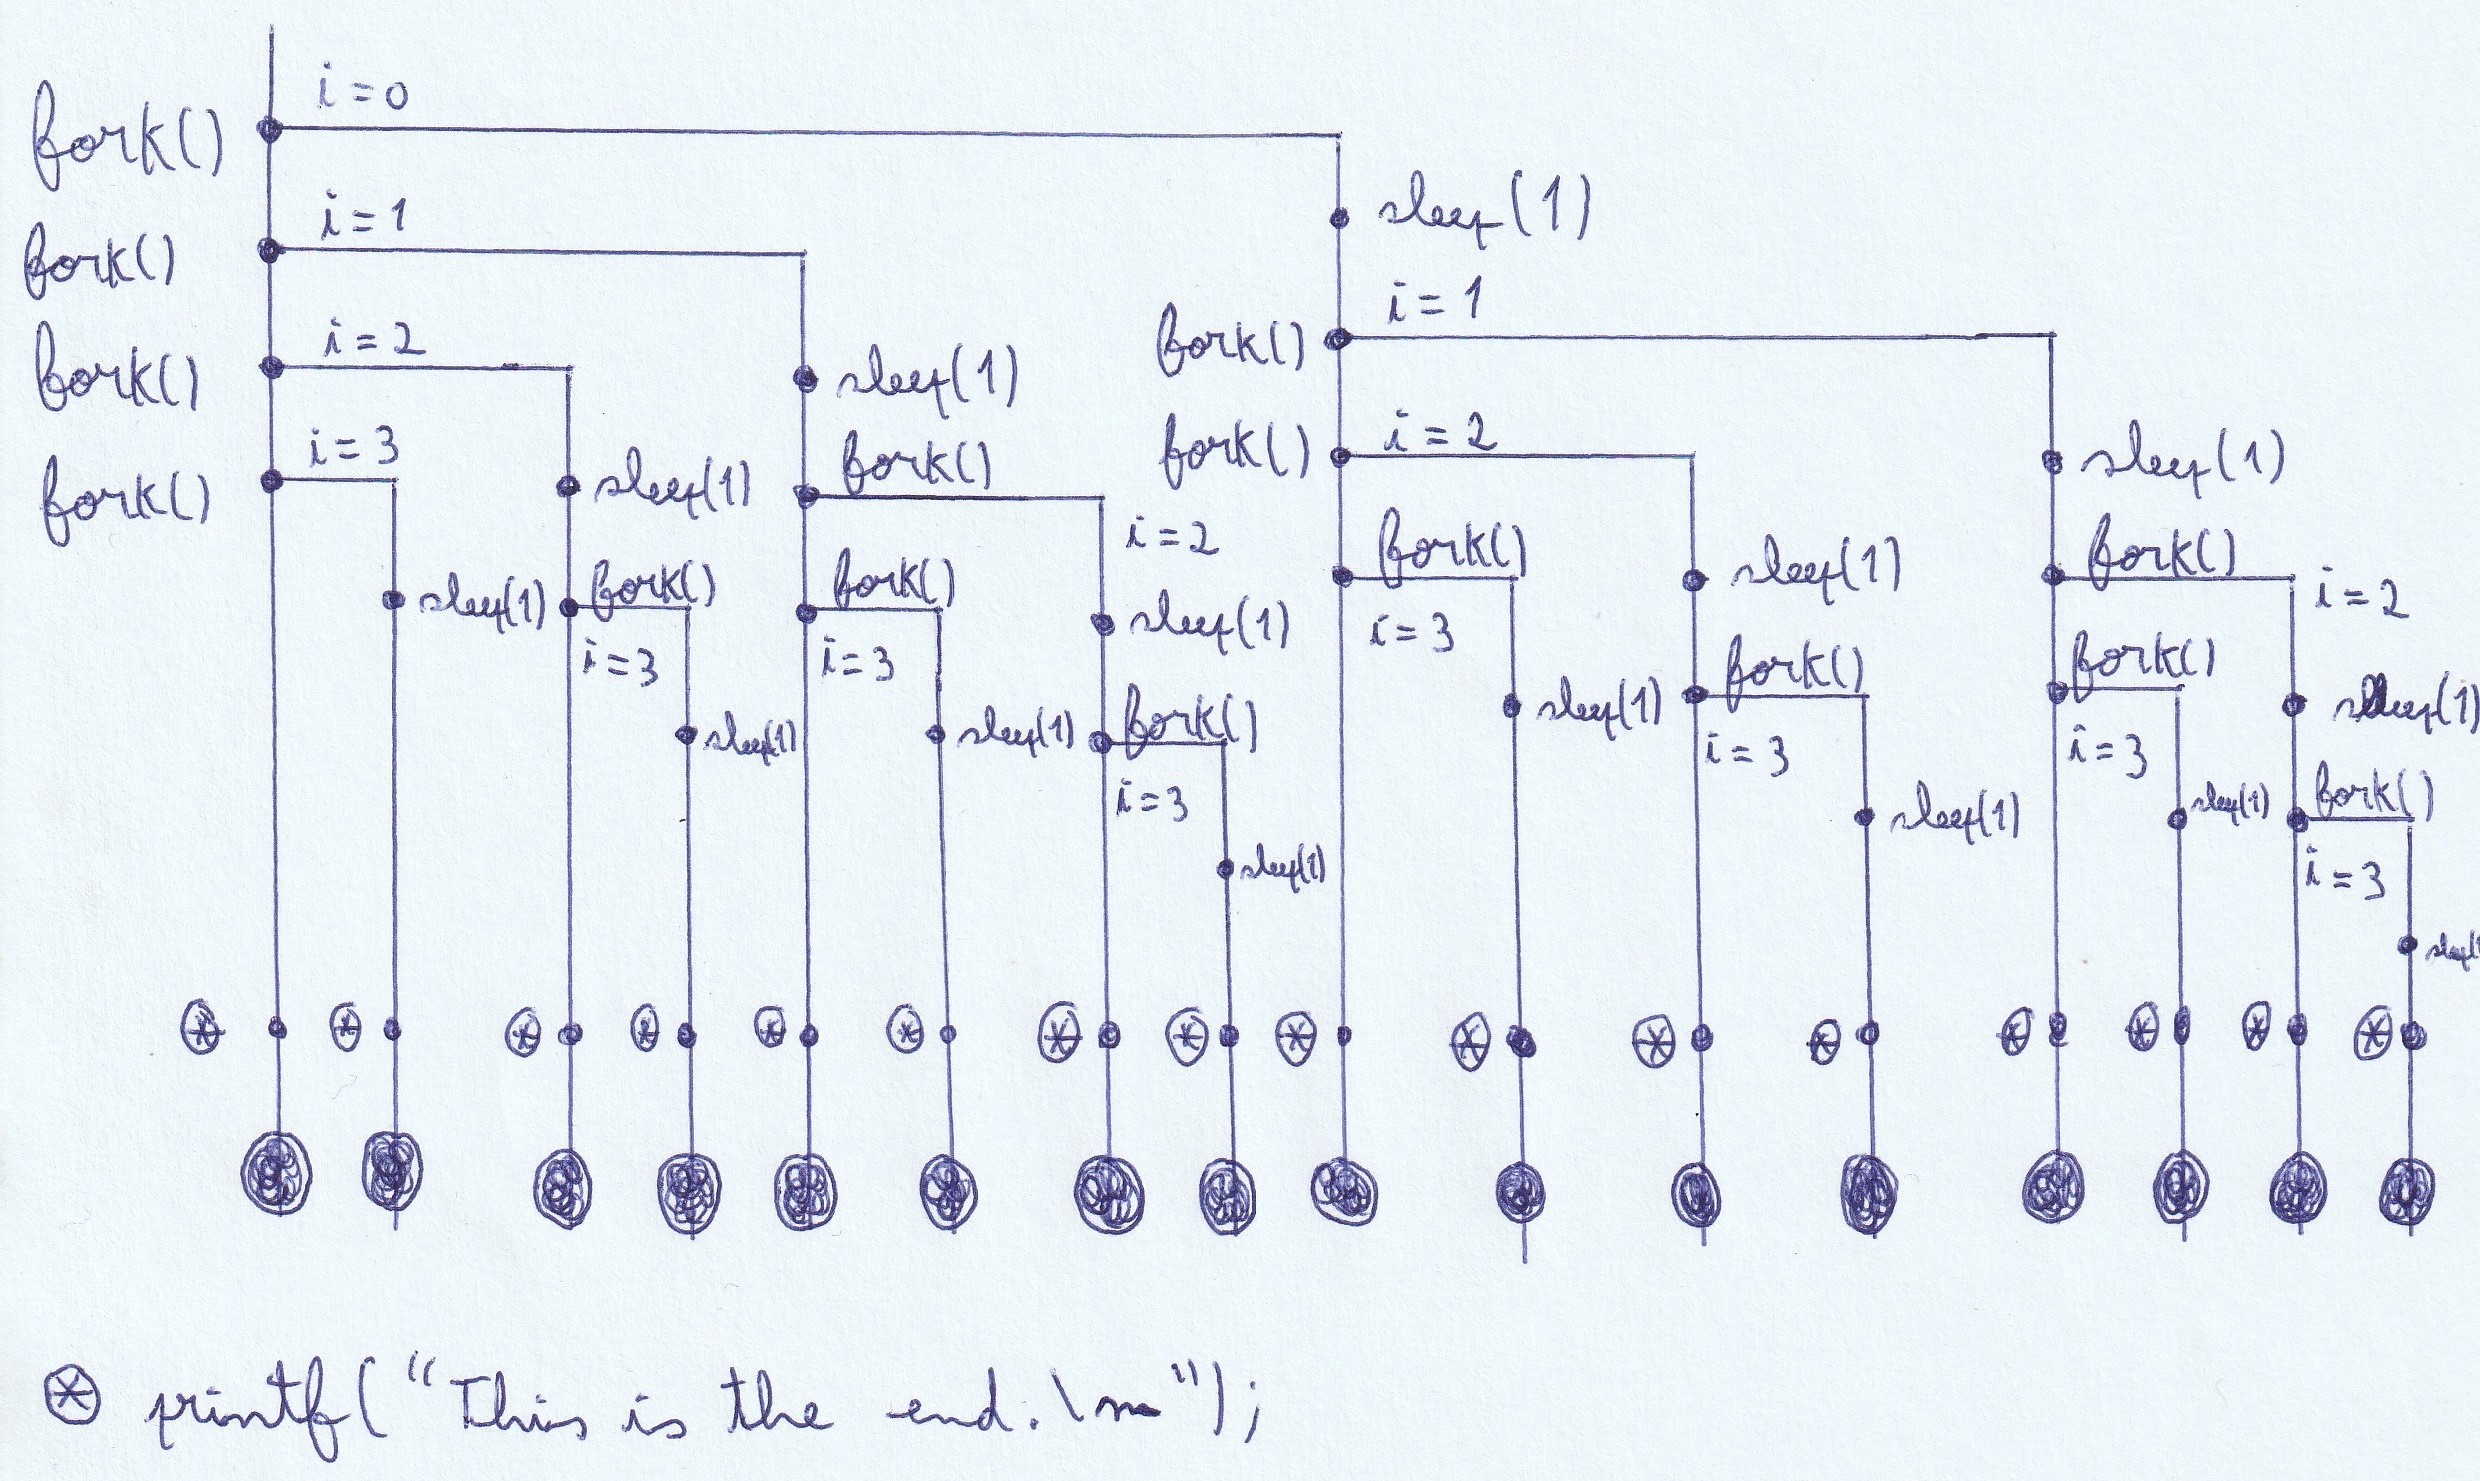 i=0
fork()
sleep(1)
i=1
fork()
i=1
fork()
i=2
fork()
sleep(1)
i=2
fork()
i=3
fork()
sleep(1)
fork()
sleep(1)
i=2
fork()
i=3
sleep(1)
fork()
i=2
sleep(1)
fork()
i=3
fork()
i=3
sleep(1)
fork()
i=3
sleep(1)
fork()
i=3
sleep(1)
sleep(1)
sleep(1)
fork()
i=3
sleep(1)
sleep(1)
fork()
i=3
sleep(1)
sleep(1)
* * * * * * * * * * * * * * * *
* printf("This is the end.\n");